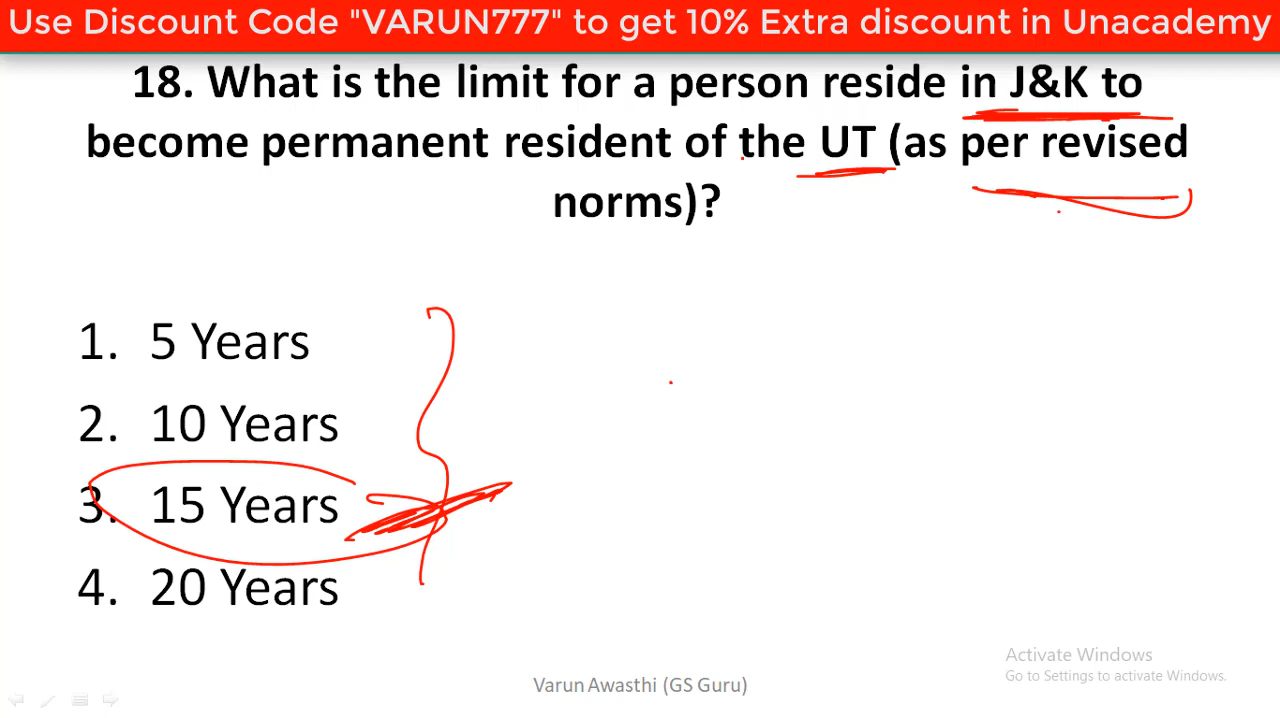 Use Discount Code "VARUN777" to get 10% Extra discount in Unacademy
18. What is the limit for a person reside in J&K to
become permanent resident of the UT (as per revised
norms)?
1. 5 Years
2. 10 Years
3. 15 Years
4. 20 Years
Activate Windows
Go to Settings to activate Windows.
Varun Awasthi (GS Guru)